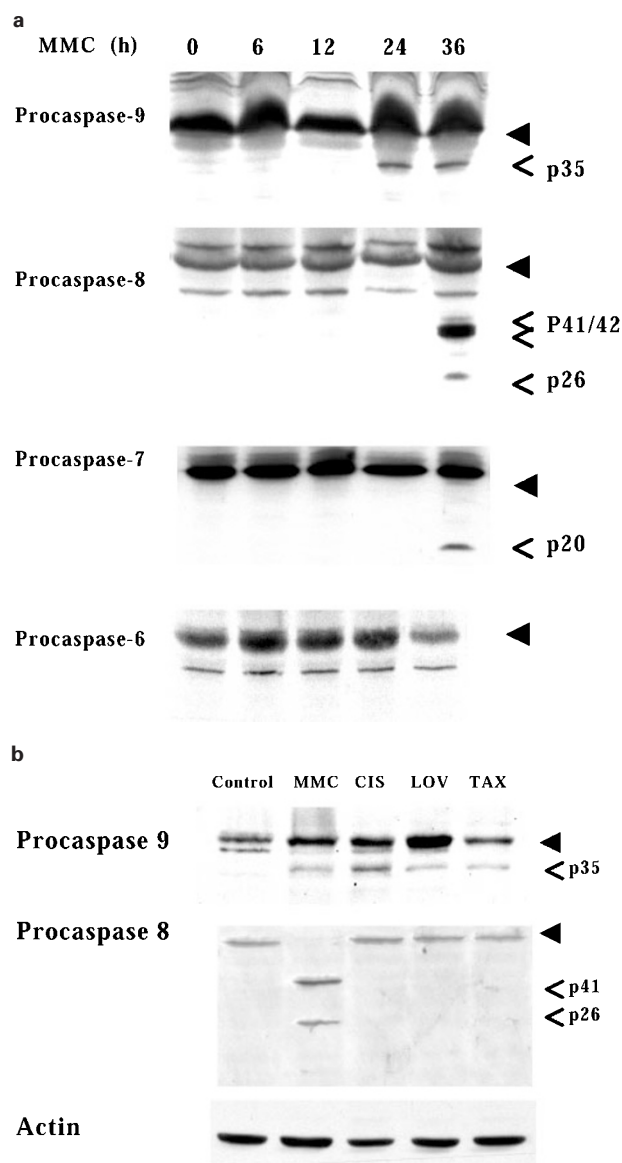 a
MMC (h) 0 6 12 24 36
Procaspase-9
p35
Procaspase-8
P41/42
p26
Procaspase-7
p20
Procaspase-6
b
Control MMC CIS LOV TAX
Procaspase 9
p35
Procaspase 8
p41
p26
Actin